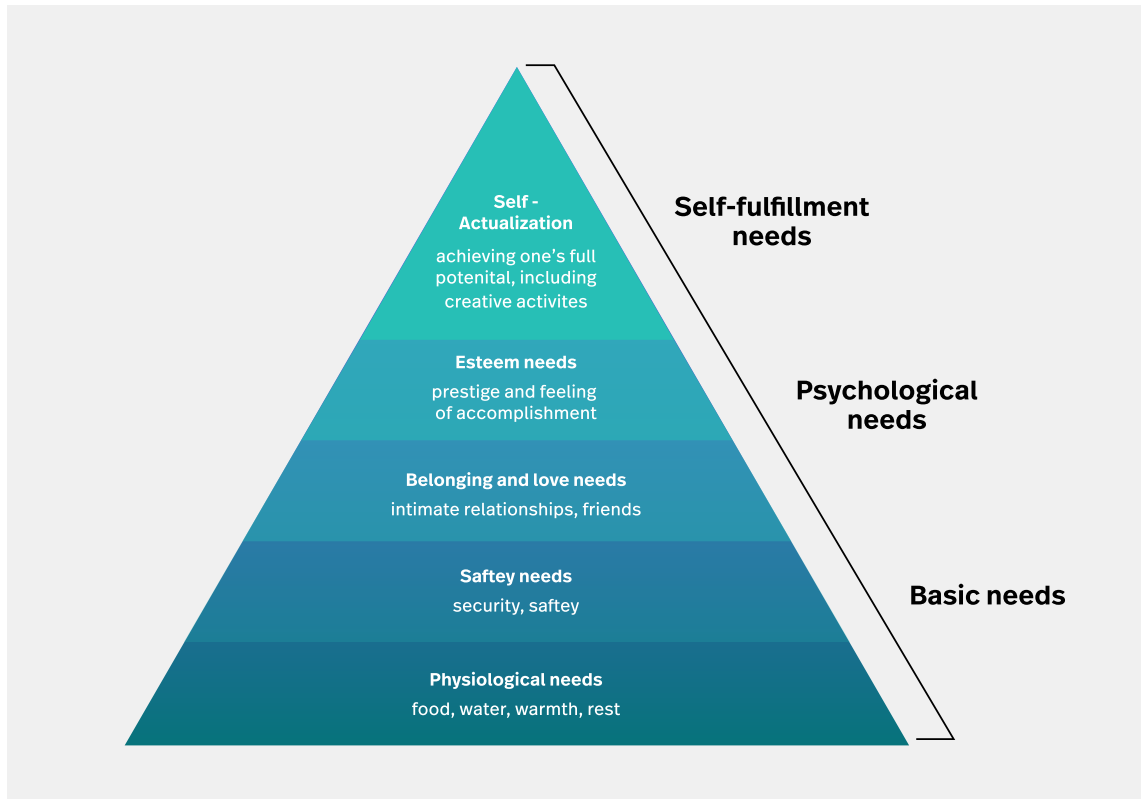 Self -
Actualization
achieving one’s full
potenital, including
creative activites
Self-fulfillment
needs
Esteem needs
prestige and feeling
of accomplishment
Psychological
needs
Belonging and love needs
intimate relationships, friends
Saftey needs
security, saftey
Basic needs
Physiological needs
food, water, warmth, rest